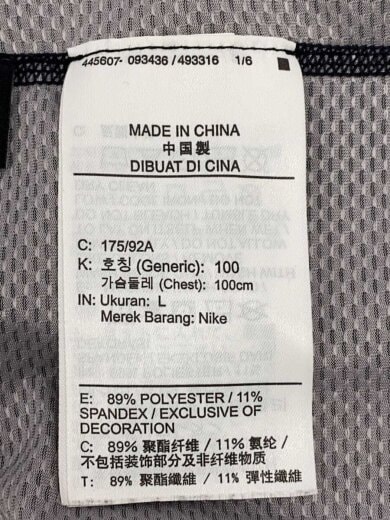 445607- 093436 / 493316 1/6
MADE IN CHINA
中国製
DIBUAT DI CINA
C: 175/92A
K: 호칭 (Generic): 100
가슴둘레 (Chest): 100cm
IN: Ukuran: L
Merek Barang: Nike
E: 89% POLYESTER / 11%
SPANDEX / EXCLUSIVE OF
DECORATION
C: 89% 聚酯纤维 / 11% 氨纶 /
不包括装饰部分及非纤维物质
T: 89% 聚酯纖維 / 11% 彈性纖維